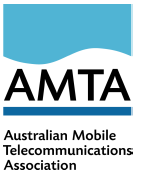 AMTA
Australian Mobile
Telecommunications
Association